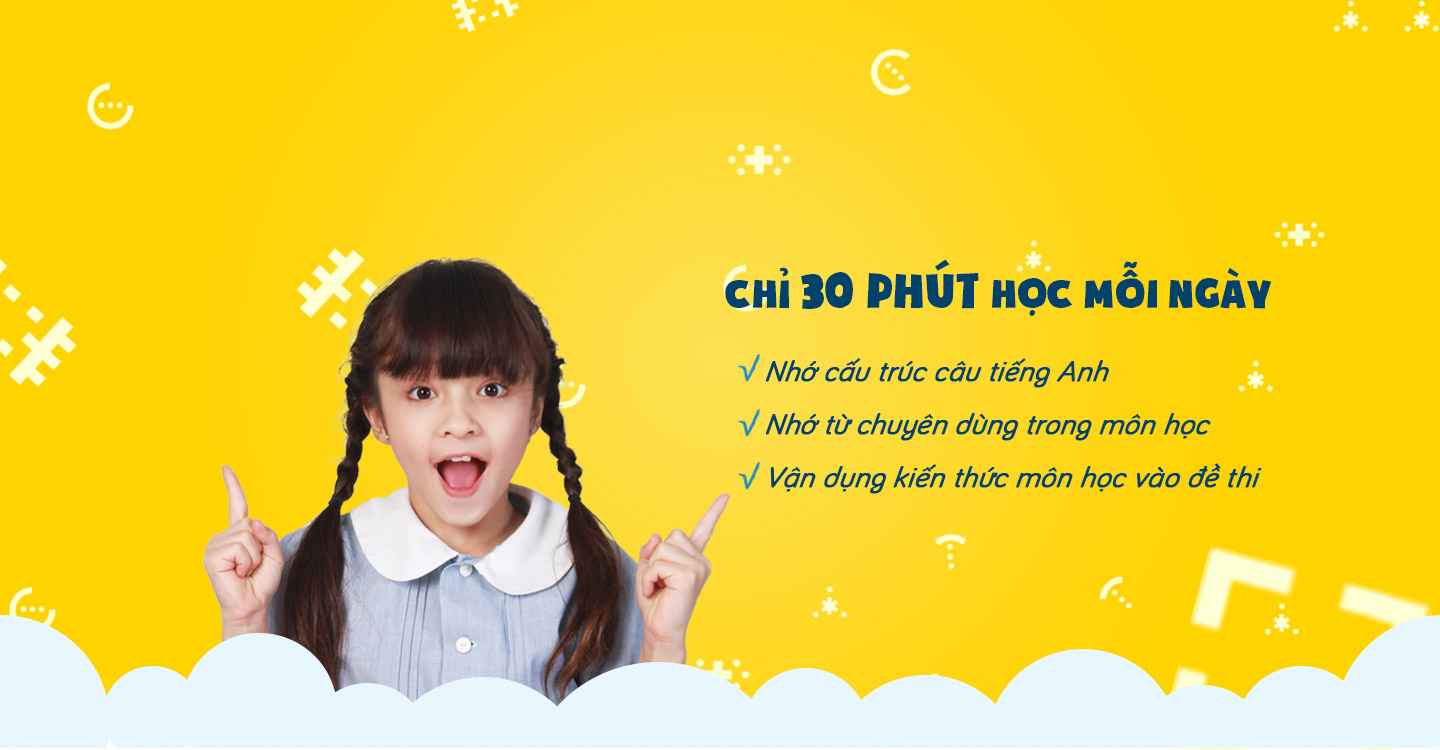 CHỈ 30 PHÚT HỌC MỖI NGÀY
√ Nhớ cấu trúc câu tiếng Anh
√ Nhớ từ chuyên dùng trong môn học
√ Vận dụng kiến thức môn học vào đề thi